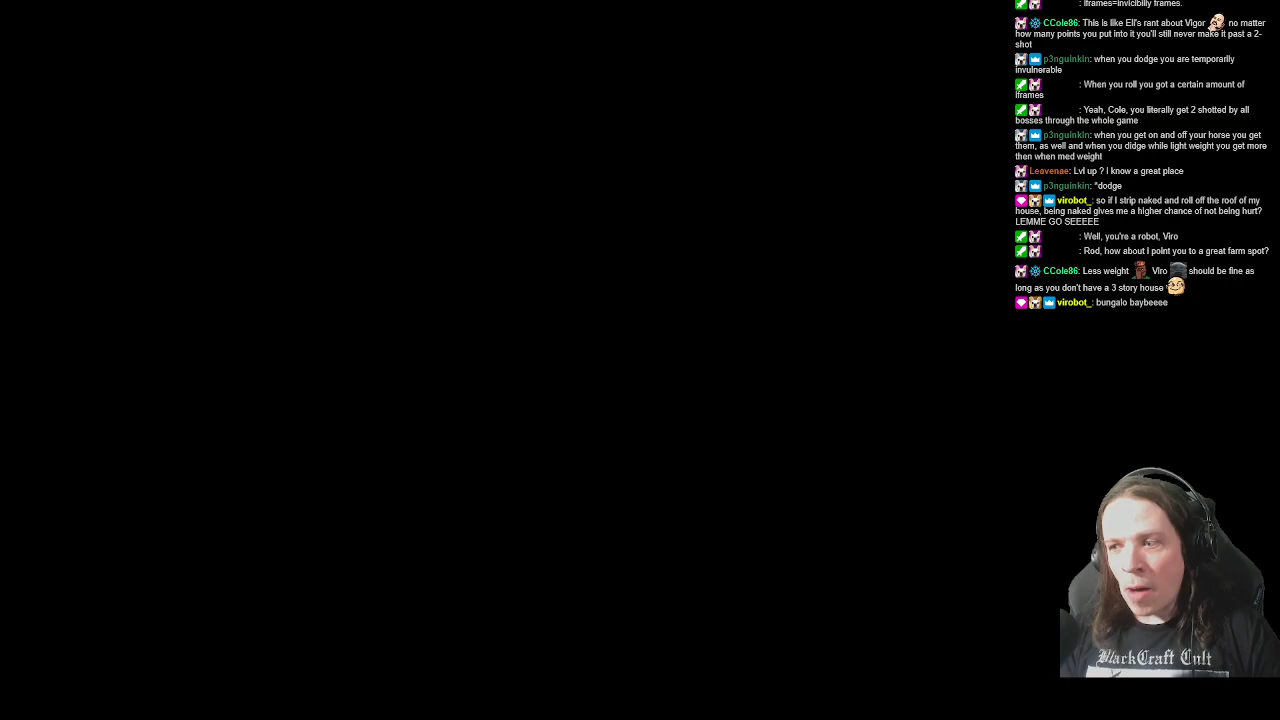 : Iframes=Invicibiliy frames.
CCole86: This is like Ell's rant about Vigor no matter
how many points you put into it you'll still never make it past a 2-
shot
p3nguinkin: when you dodge you are temporarily
invulnerable
: When you roll you got a certain amount of
Iframes
: Yeah, Cole, you literally get 2 shotted by all
bosses through the whole game
p3nguinkin: when you get on and off your horse you get
them, as well and when you didge while light weight you get more
then when med weight
Leavenae: Lvl up ? I know a great place
p3nguinkin: *dodge
virobot_: so if I strip naked and roll off the roof of my
house, being naked gives me a higher chance of not being hurt?
LEMME GO SEEEEE
: Well, you're a robot, Viro
: Rod, how about I point you to a great farm spot?
CCole86: Less weight Viro should be fine as
long as you don't have a 3 story house
virobot_: bungalo baybeeee
BlackCraft Cult